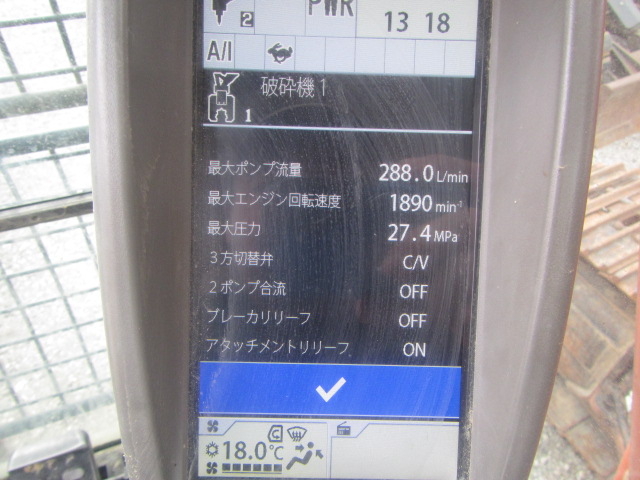 2 PWR 13 18
A/I
破砕機1
1
最大ポンプ流量 288.0 L/min
最大エンジン回転速度 1890 min⁻¹
最大圧力 27.4 MPa
3方切替弁 C/V
2ポンプ合流 OFF
ブレーカリリーフ OFF
アタッチメントリリーフ ON
18.0℃